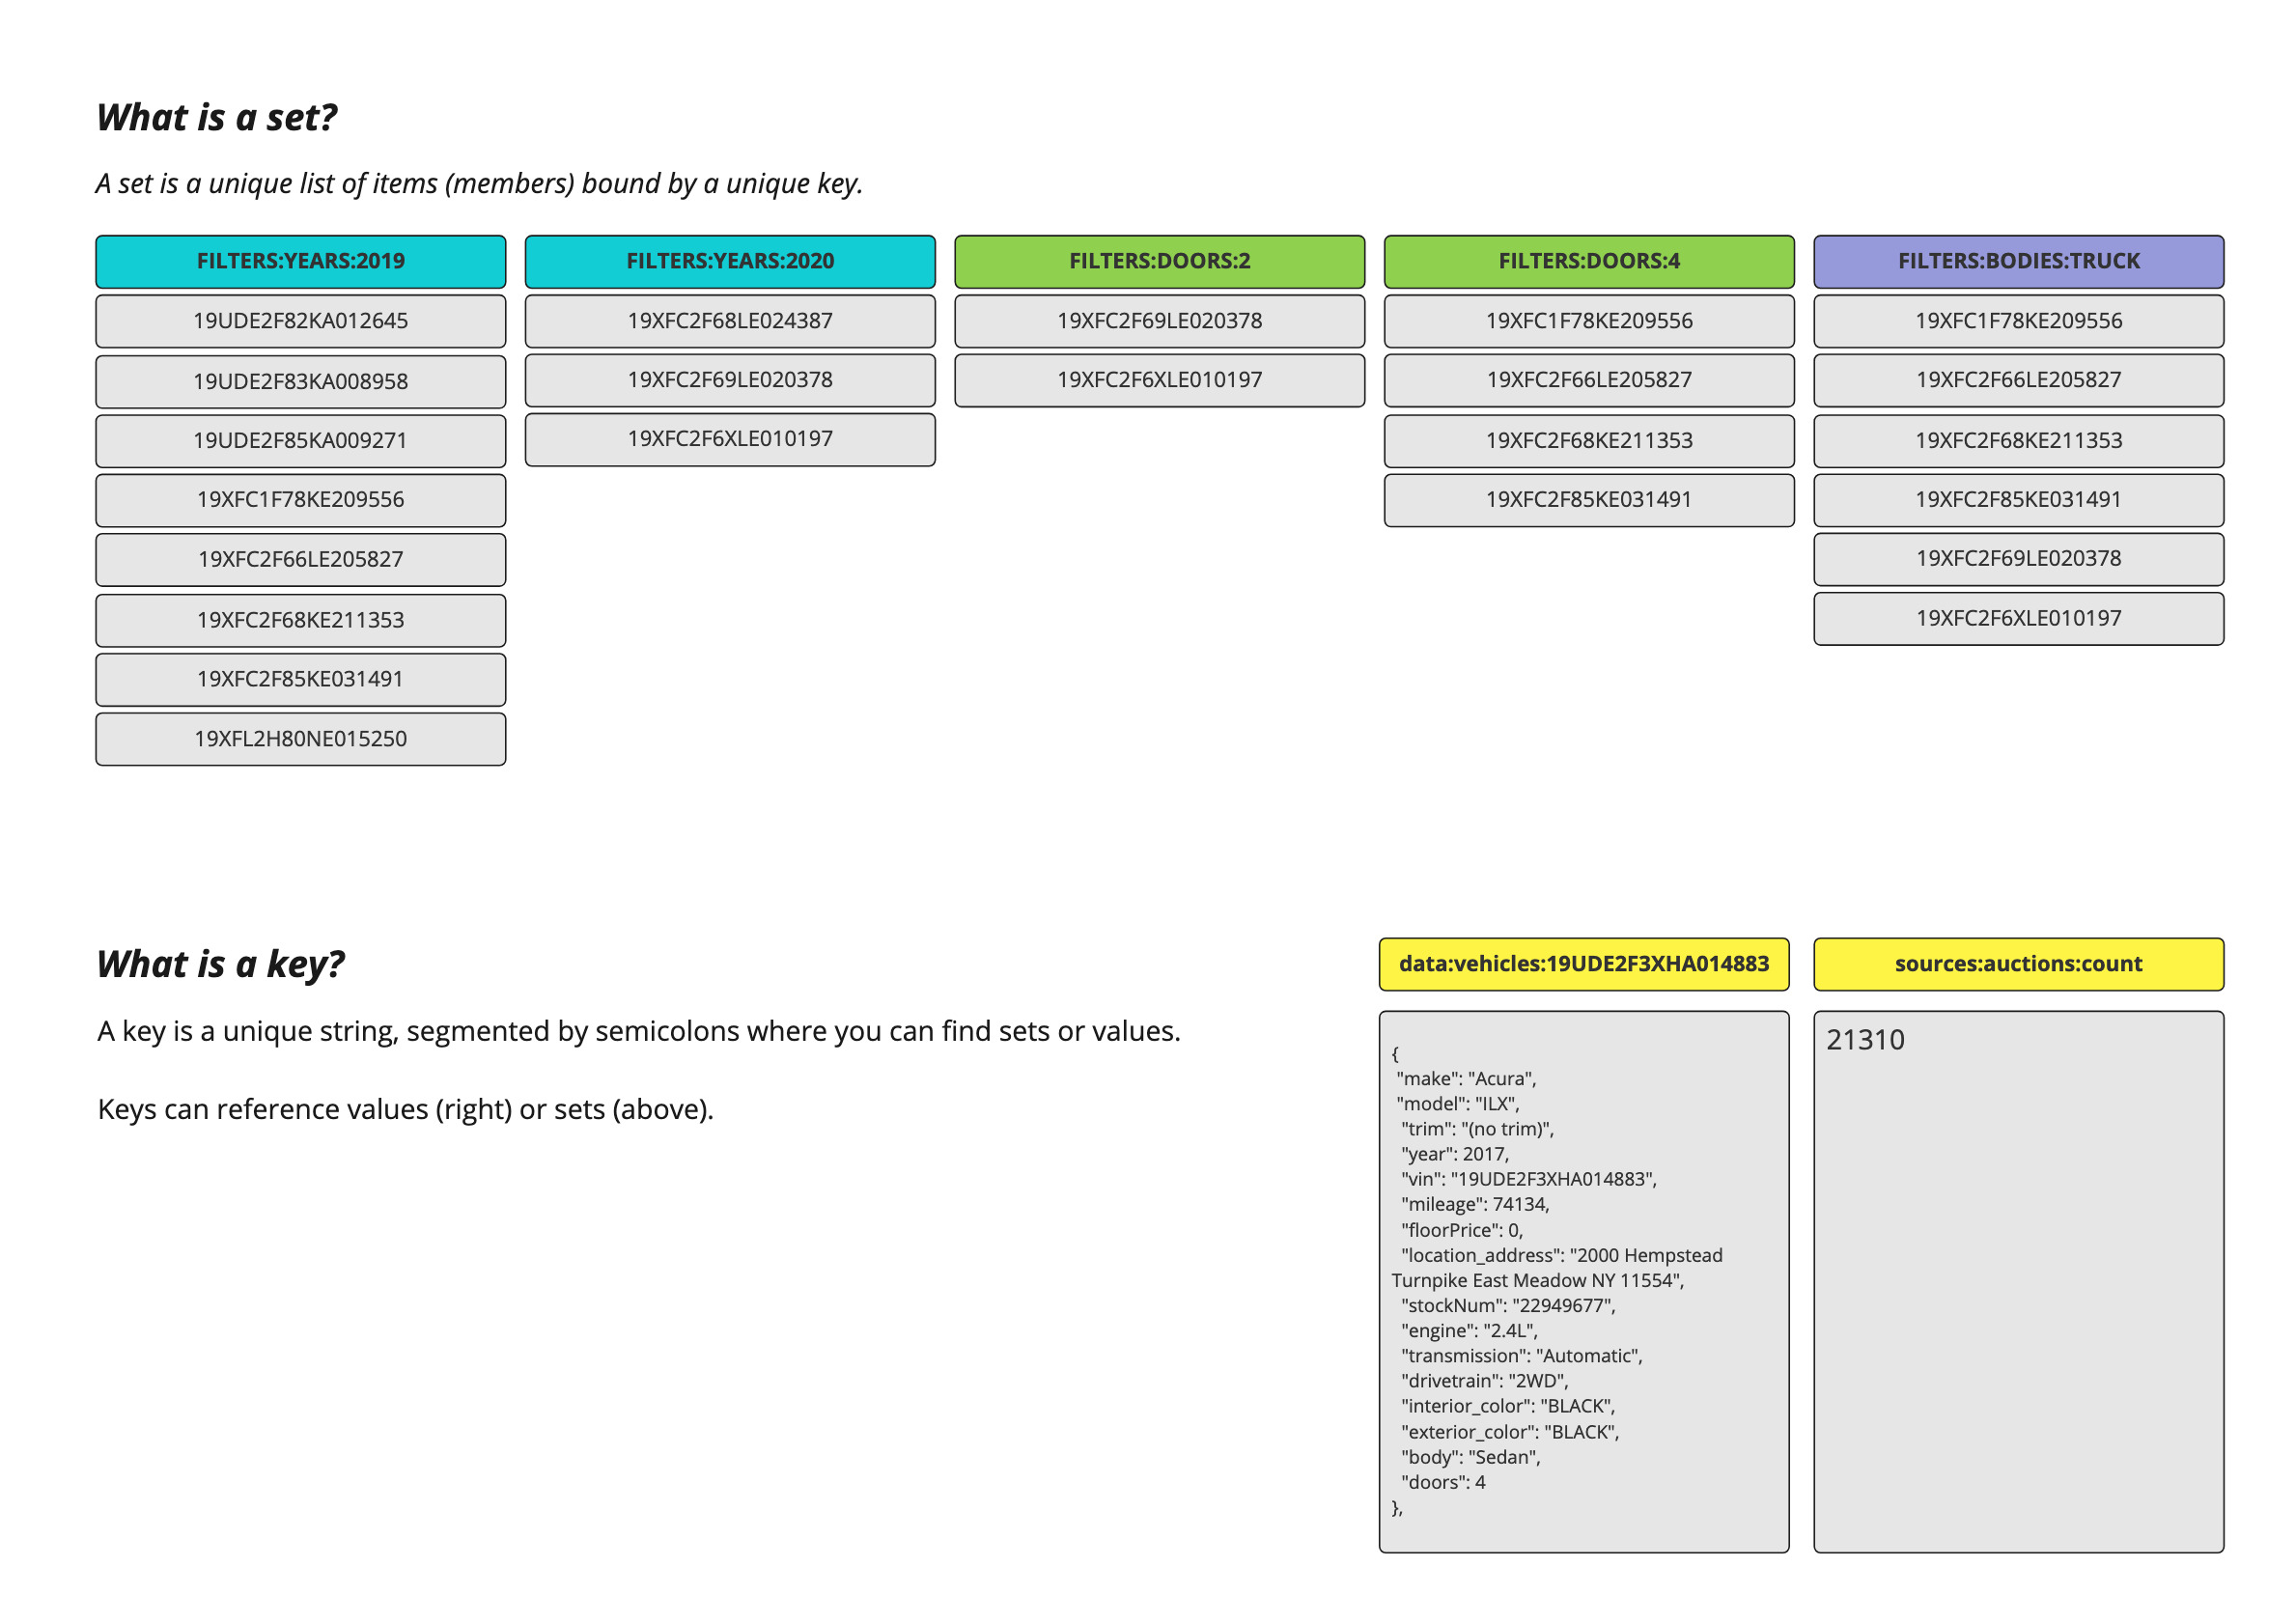 What is a set?
A set is a unique list of items (members) bound by a unique key.
FILTERS:YEARS:2019
19UDE2F82KA012645
19UDE2F83KA008958
19UDE2F85KA009271
19XFC1F78KE209556
19XFC2F66LE205827
19XFC2F68KE211353
19XFC2F85KE031491
19XFL2H80NE015250
FILTERS:YEARS:2020
19XFC2F68LE024387
19XFC2F69LE020378
19XFC2F6XLE010197
FILTERS:DOORS:2
19XFC2F69LE020378
19XFC2F6XLE010197
FILTERS:DOORS:4
19XFC1F78KE209556
19XFC2F66LE205827
19XFC2F68KE211353
19XFC2F85KE031491
FILTERS:BODIES:TRUCK
19XFC1F78KE209556
19XFC2F66LE205827
19XFC2F68KE211353
19XFC2F85KE031491
19XFC2F69LE020378
19XFC2F6XLE010197
What is a key?
A key is a unique string, segmented by semicolons where you can find sets or values.
Keys can reference values (right) or sets (above).
data:vehicles:19UDE2F3XHA014883
{
"make": "Acura",
"model": "ILX",
"trim": "(no trim)",
"year": 2017,
"vin": "19UDE2F3XHA014883",
"mileage": 74134,
"floorPrice": 0,
"location_address": "2000 Hempstead
Turnpike East Meadow NY 11554",
"stockNum": "22949677",
"engine": "2.4L",
"transmission": "Automatic",
"drivetrain": "2WD",
"interior_color": "BLACK",
"exterior_color": "BLACK",
"body": "Sedan",
"doors": 4
},
sources:auctions:count
21310